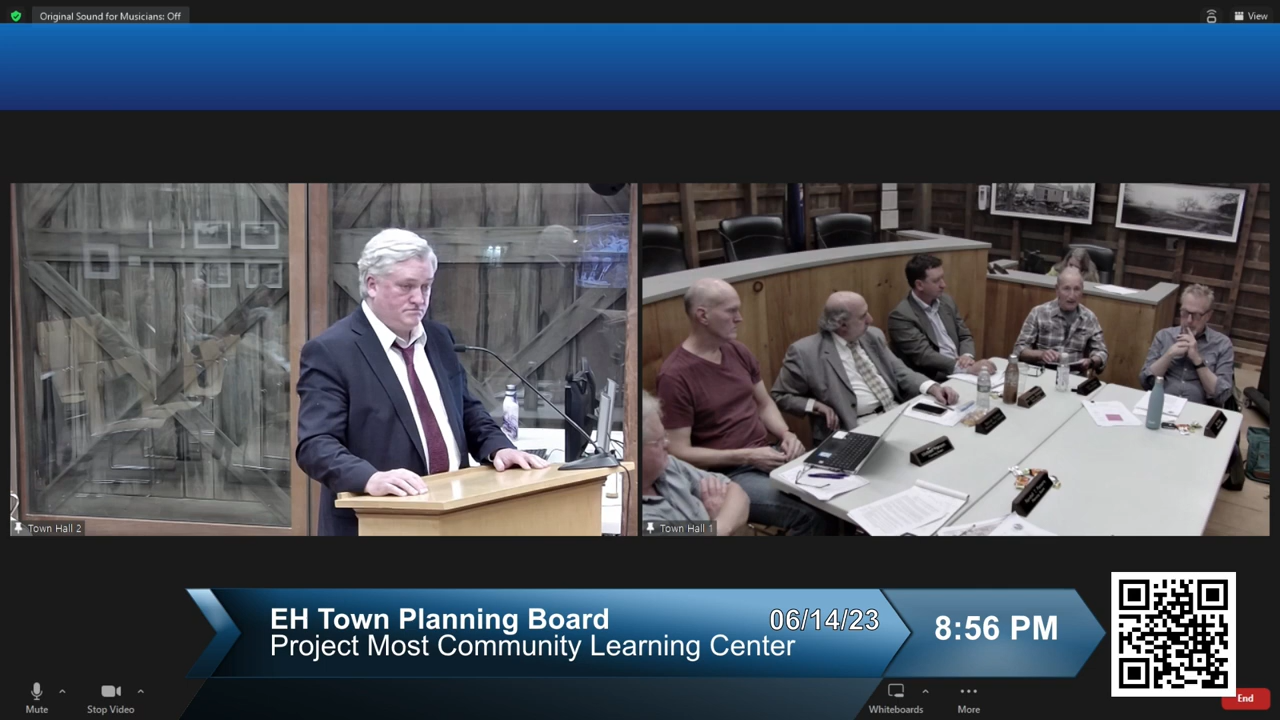 Original Sound for Musicians: Off
View
Town Hall 2
Town Hall 1
EH Town Planning Board
06/14/23
Project Most Community Learning Center
8:56 PM
Mute
Stop Video
Whiteboards
More
End